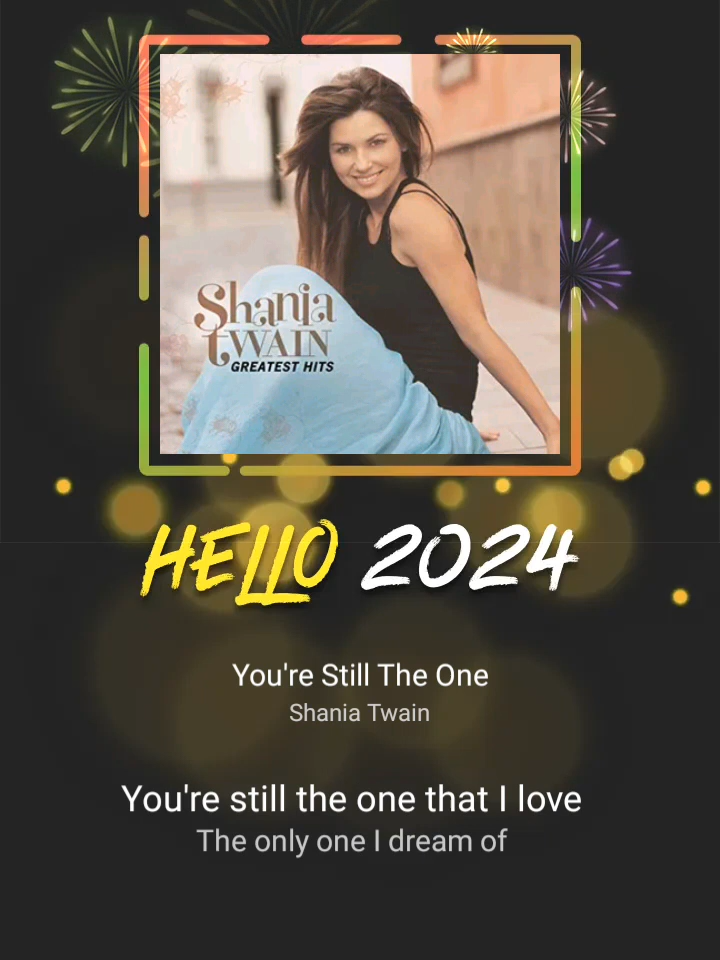 Shania
TWAIN
GREATEST HITS
HELLO 2024
You're Still The One
Shania Twain
You're still the one that I love
The only one I dream of